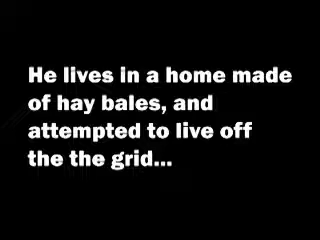 He lives in a home made
of hay bales, and
attempted to live off
the the grid...